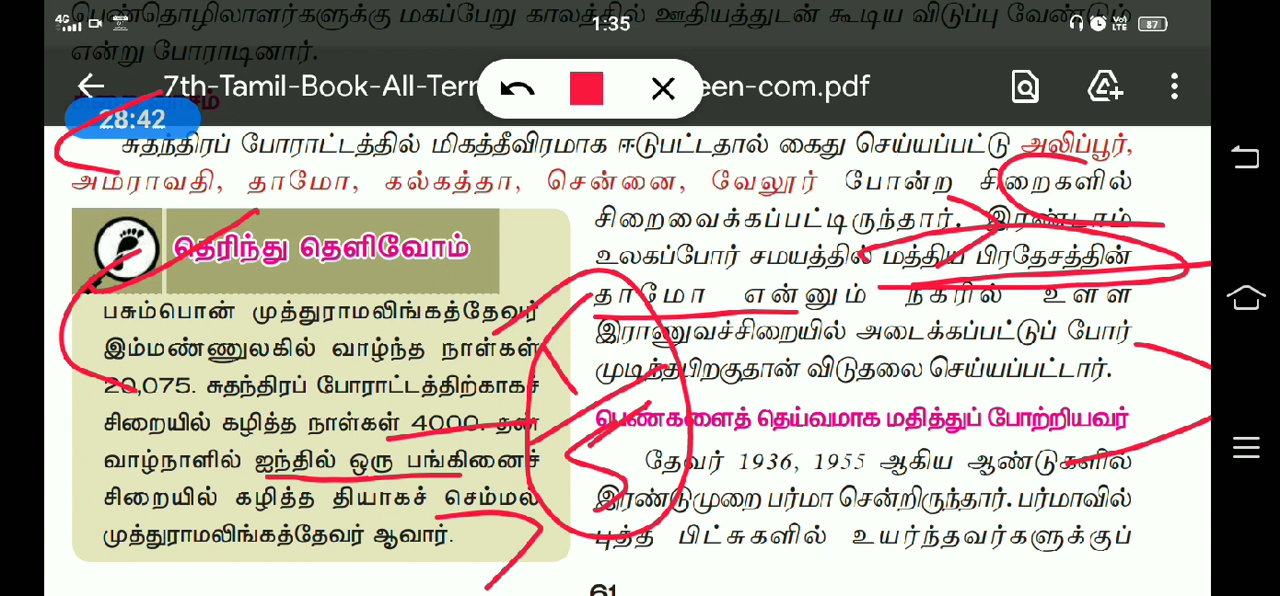 பெண்தொழிலாளர்களுக்கு மகப்பேறு காலத்தில் ஊதியத்துடன் கூடிய விடுப்பு வேண்டும்
4G 1:35 Vo) LTE 87
என்று போராடினார்.
7th-Tamil-Book-All-Terr een-com.pdf
28:42
சுதந்திரப் போராட்டத்தில் மிகத்தீவிரமாக ஈடுபட்டதால் கைது செய்யப்பட்டு அலிப்பூர்,
அமராவதி, தாமோ, கல்கத்தா, சென்னை, வேலூர் போன்ற சிறைகளில்
சிறைவைக்கப்பட்டிருந்தார். இரண்டாம்
உலகப்போர் சமயத்தில் மத்திய பிரதேசத்தின்
தாமோ என்னும் நகரில் உள்ள
இராணுவச்சிறையில் அடைக்கப்பட்டுப் போர்
முடிந்தபிறகுதான் விடுதலை செய்யப்பட்டார்.
தெரிந்து தெளிவோம்
பசும்பொன் முத்துராமலிங்கத்தேவர்
இம்மண்ணுலகில் வாழ்ந்த நாள்கள்
20,075. சுதந்திரப் போராட்டத்திற்காகச்
சிறையில் கழித்த நாள்கள் 4000. தன்
வாழ்நாளில் ஐந்தில் ஒரு பங்கினைச்
சிறையில் கழித்த தியாகச் செம்மல்
முத்துராமலிங்கத்தேவர் ஆவார்.
பெண்களைத் தெய்வமாக மதித்துப் போற்றியவர்
தேவர் 1936, 1955 ஆகிய ஆண்டுகளில்
இரண்டுமுறை பர்மா சென்றிருந்தார். பர்மாவில்
புத்த பிட்சுகளில் உயர்ந்தவர்களுக்குப்
61